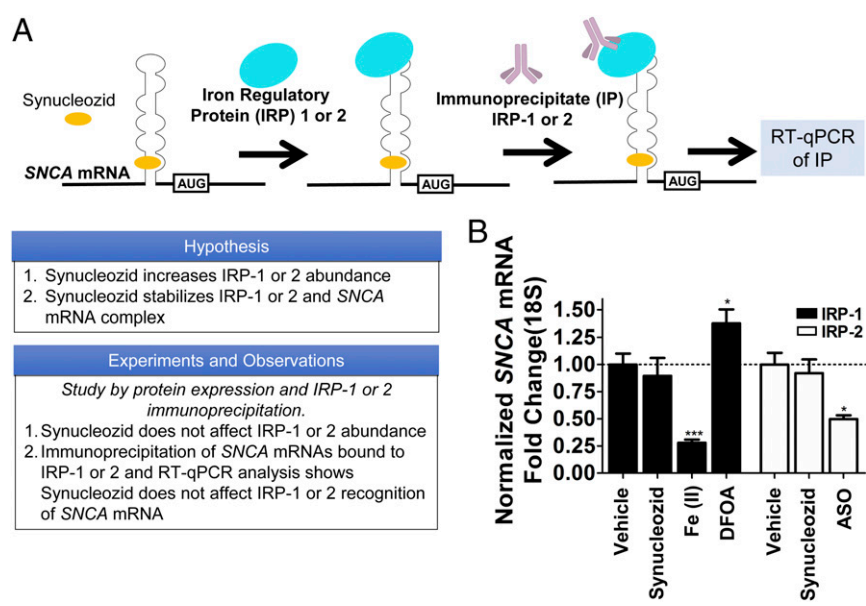 A
Synucleozid
SNCA mRNA
AUG
Iron Regulatory
Protein (IRP) 1 or 2
AUG
Immunoprecipitate (IP)
IRP-1 or 2
AUG
RT-qPCR
of IP
Hypothesis
1. Synucleozid increases IRP-1 or 2 abundance
2. Synucleozid stabilizes IRP-1 or 2 and SNCA
mRNA complex
Experiments and Observations
Study by protein expression and IRP-1 or 2
immunoprecipitation.
1. Synucleozid does not affect IRP-1 or 2 abundance
2. Immunoprecipitation of SNCA mRNAs bound to
IRP-1 or 2 and RT-qPCR analysis shows
Synucleozid does not affect IRP-1 or 2 recognition
of SNCA mRNA
B
Normalized SNCA mRNA
Fold Change(18S)
1.50
1.25
1.00
0.75
0.50
0.25
0.00
***
*
*
IRP-1
IRP-2
Vehicle
Synucleozid
Fe (II)
DFOA
Vehicle
Synucleozid
ASO